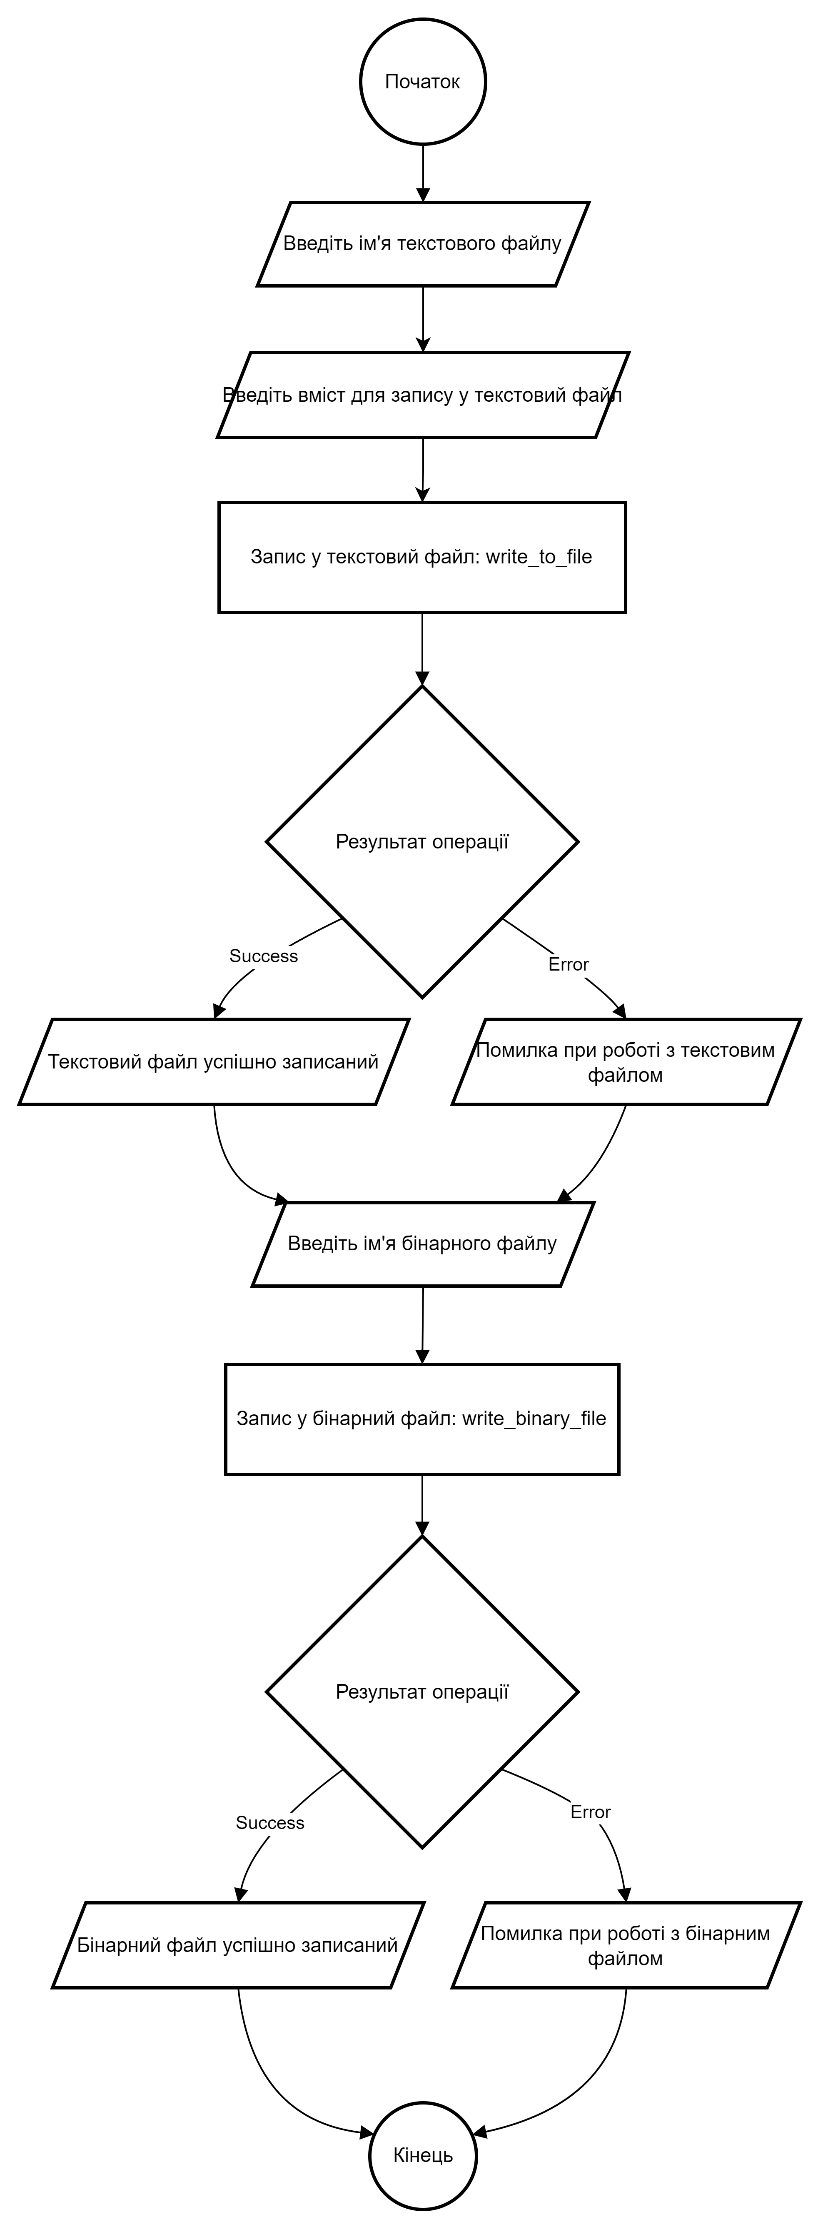 Початок
Введіть ім'я текстового файлу
Введіть вміст для запису у текстовий файл
Запис у текстовий файл: write_to_file
Результат операції
Success
Error
Текстовий файл успішно записаний
Помилка при роботі з текстовим
файлом
Введіть ім'я бінарного файлу
Запис у бінарний файл: write_binary_file
Результат операції
Success
Error
Бінарний файл успішно записаний
Помилка при роботі з бінарним
файлом
Кінець